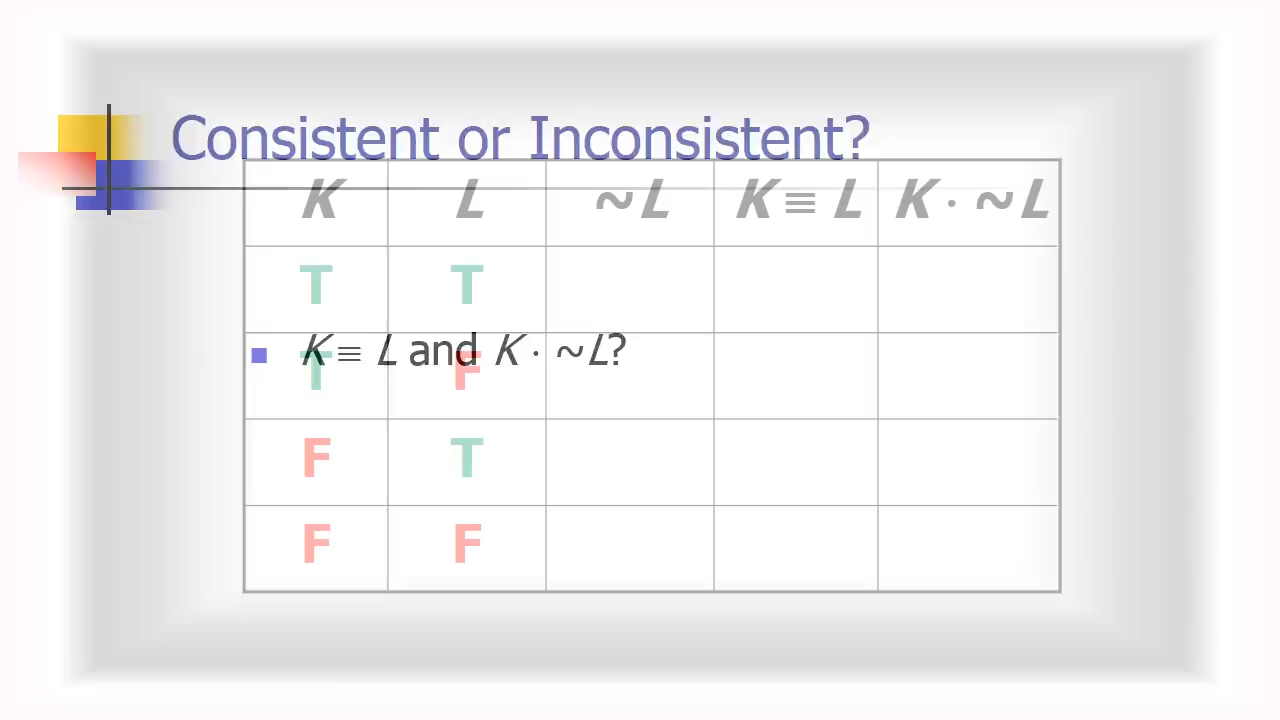 Consistent or Inconsistent?
K L ~L K ≡ L K · ~L
T T
K ≡ L and K · ~L?
T F
F T
F F